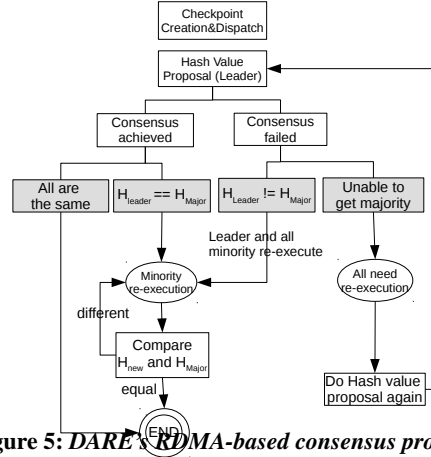 Checkpoint
Creation&Dispatch
Hash Value
Proposal (Leader)
Consensus
achieved
Consensus
failed
All are
the same
H_leader == H_Major
H_Leader != H_Major
Unable to
get majority
Leader and all
minority re-execute
Minority
re-execution
All need
re-execution
different
Compare
H_new and H_Major
equal
Do Hash value
proposal again
END
gure 5: DARE's RDMA-based consensus pro